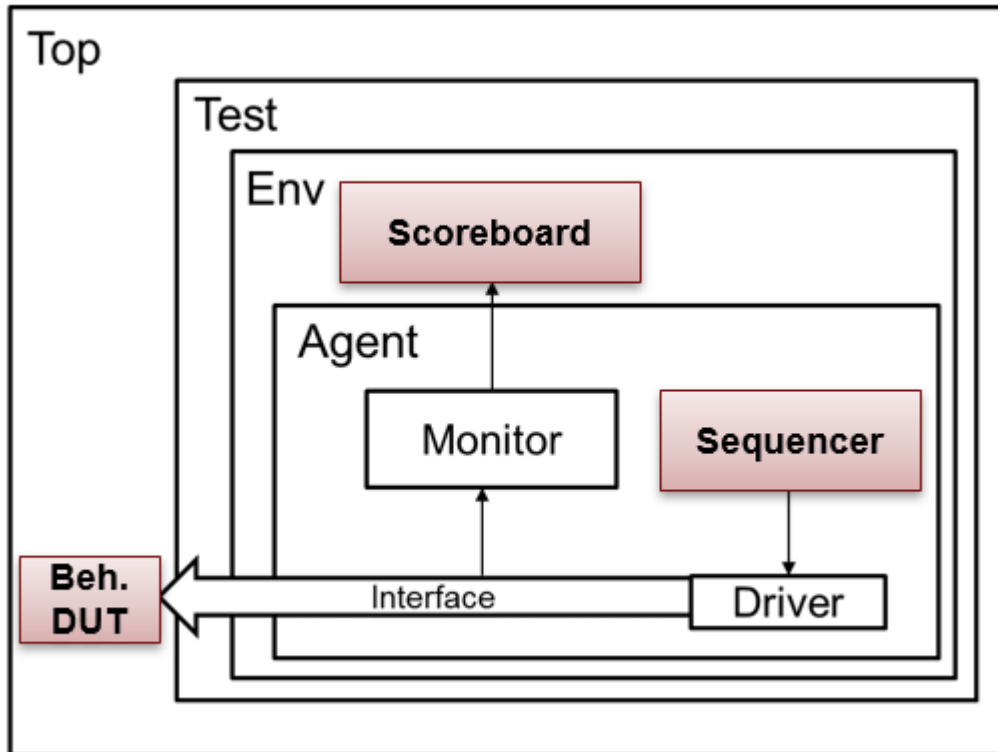 Top
Test
Env
Scoreboard
Agent
Monitor
Sequencer
Beh.
DUT
Interface
Driver